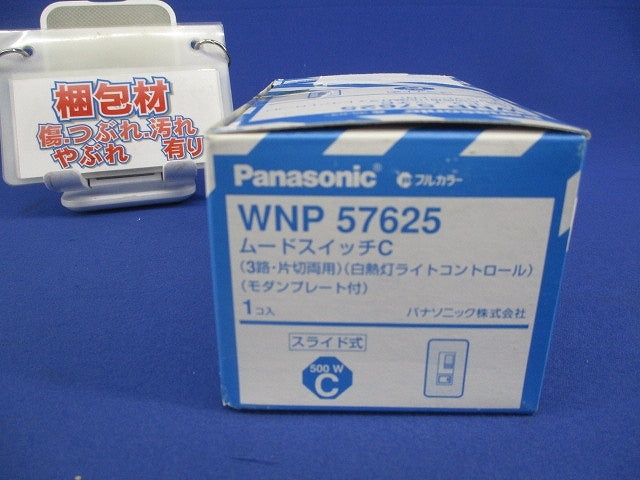 梱包材
傷.つぶれ.汚れ
やぶれ 有り
Panasonic® フルカラー
WNP 57625
ムードスイッチC
(3路・片切両用)(白熱灯ライトコントロール)
(モダンプレート付)
1コ入 パナソニック株式会社
スライド式
500 W
C